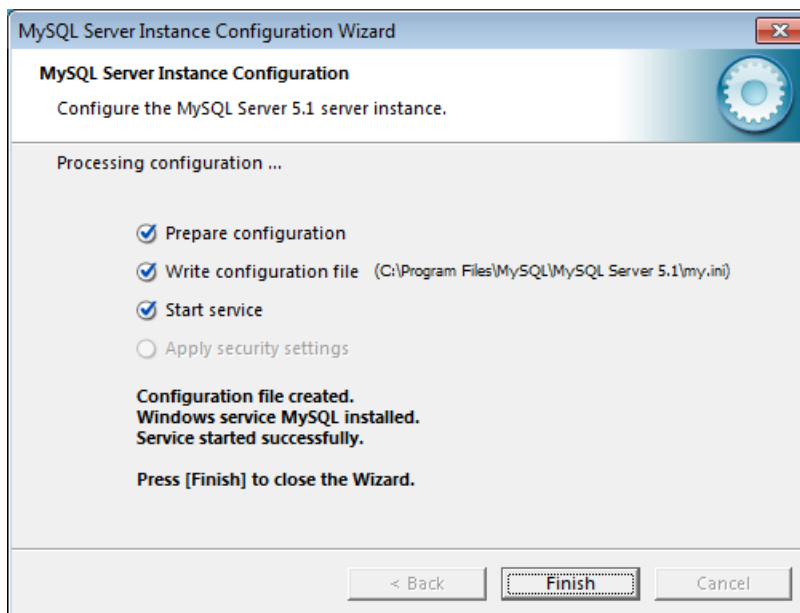 MySQL Server Instance Configuration Wizard
MySQL Server Instance Configuration
Configure the MySQL Server 5.1 server instance.
Processing configuration ...
Prepare configuration
Write configuration file (C:\Program Files\MySQL\MySQL Server 5.1\my.ini)
Start service
Apply security settings
Configuration file created.
Windows service MySQL installed.
Service started successfully.
Press [Finish] to close the Wizard.
< Back Finish Cancel